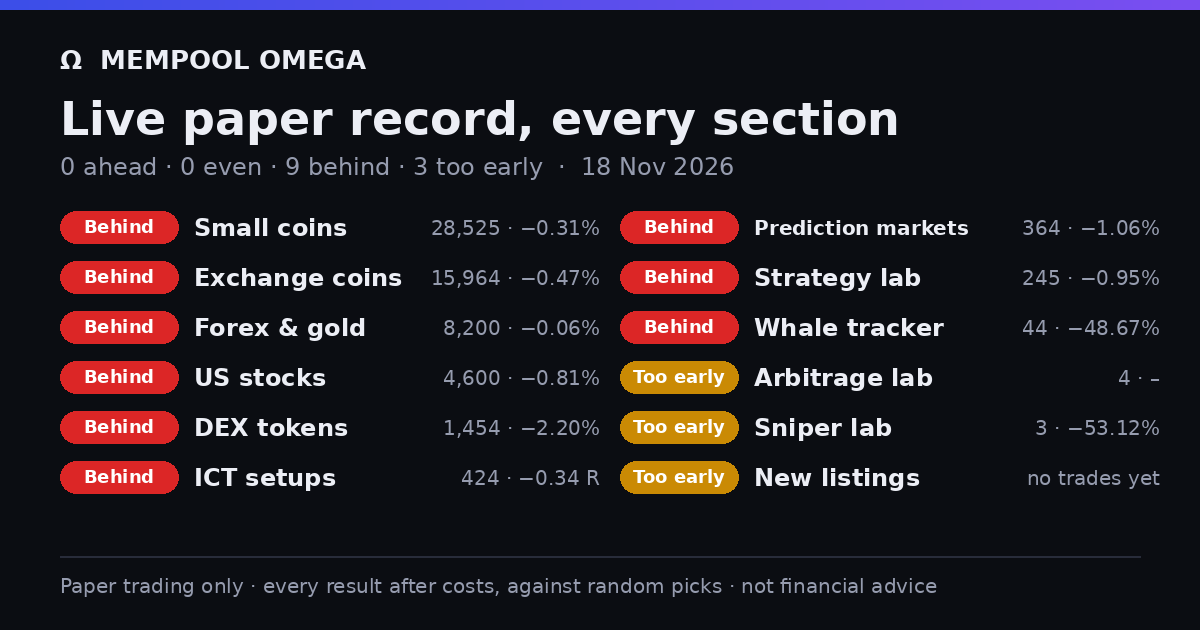 Ω MEMPOOL OMEGA
Live paper record, every section
0 ahead · 0 even · 9 behind · 3 too early · 18 Nov 2026
Behind Small coins 28,525 · −0.31%
Behind Exchange coins 15,964 · −0.47%
Behind Forex & gold 8,200 · −0.06%
Behind US stocks 4,600 · −0.81%
Behind DEX tokens 1,454 · −2.20%
Behind ICT setups 424 · −0.34 R
Behind Prediction markets 364 · −1.06%
Behind Strategy lab 245 · −0.95%
Behind Whale tracker 44 · −48.67%
Too early Arbitrage lab 4 · –
Too early Sniper lab 3 · −53.12%
Too early New listings no trades yet
Paper trading only · every result after costs, against random picks · not financial advice